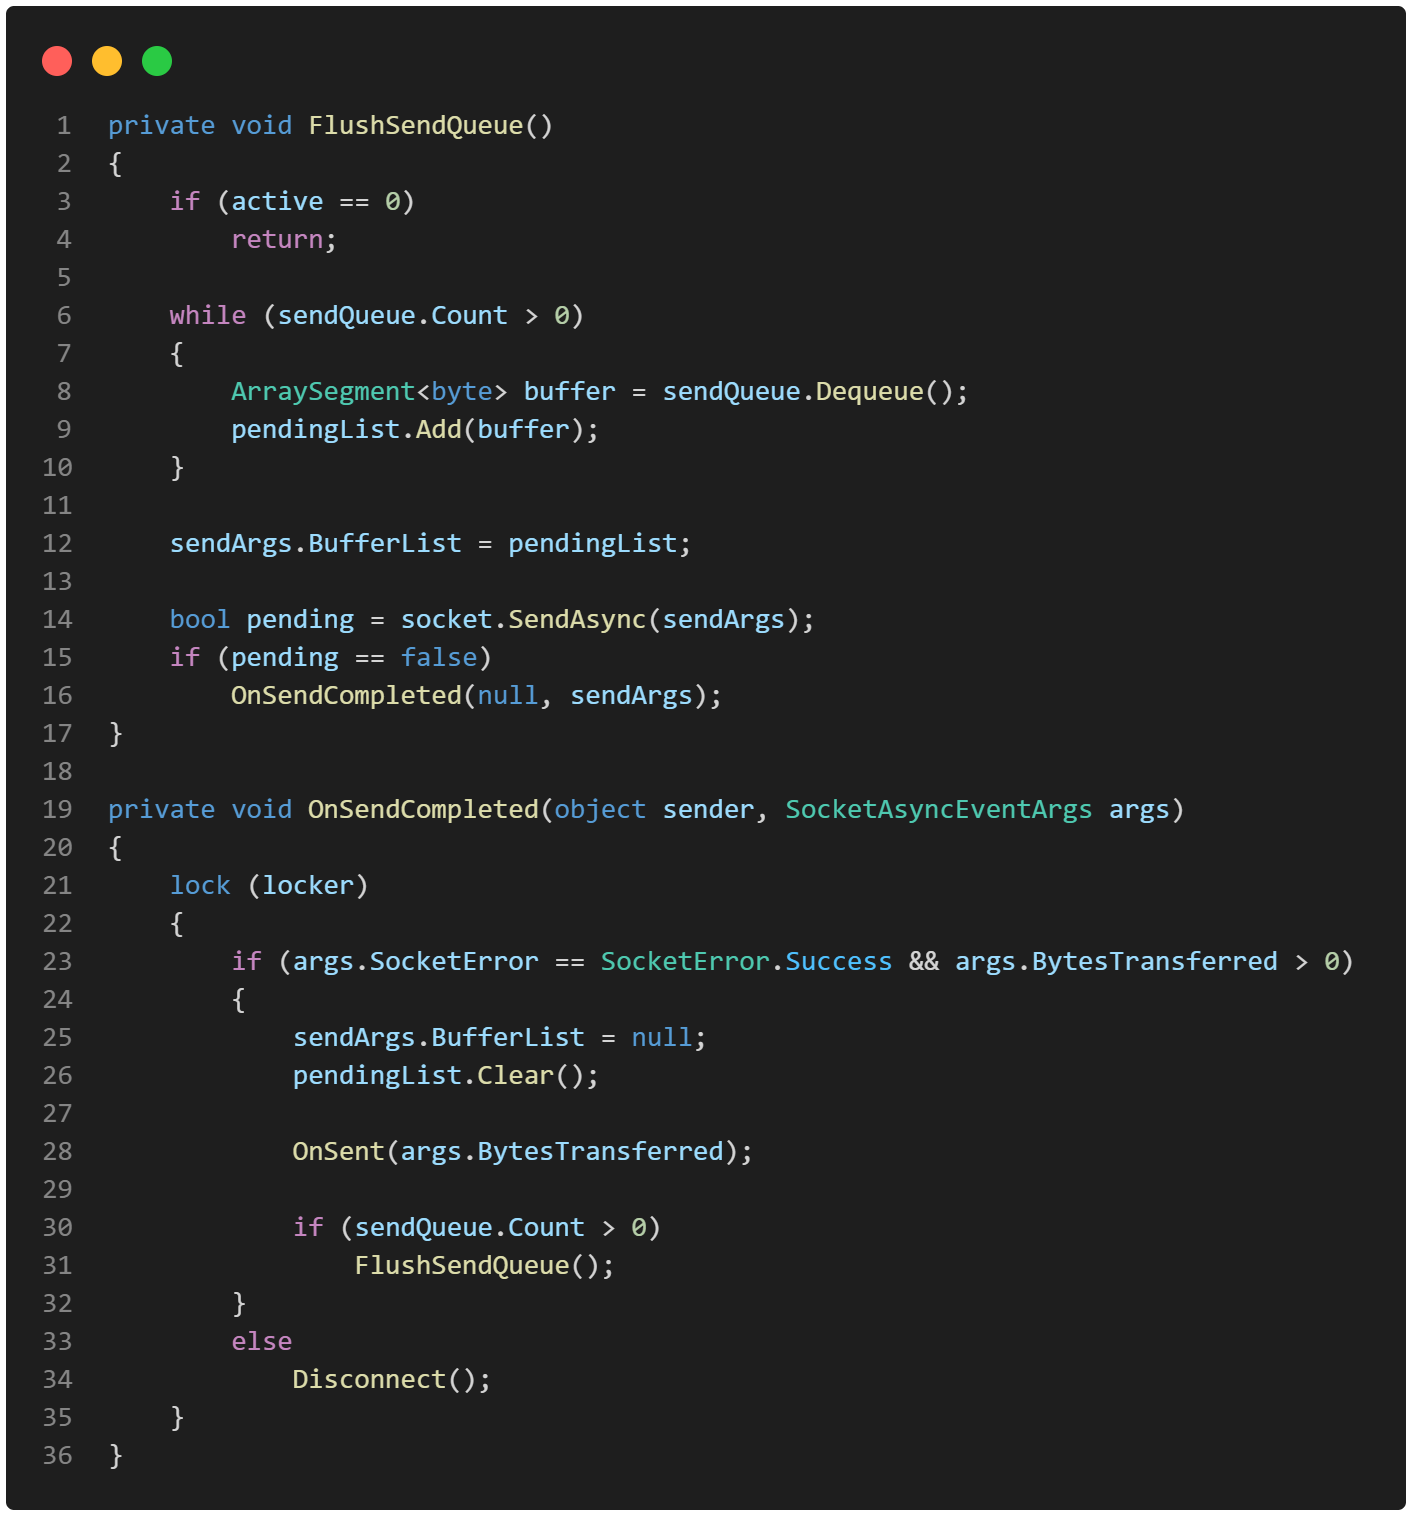 1 private void FlushSendQueue()
2 {
3     if (active == 0)
4         return;
5
6     while (sendQueue.Count > 0)
7     {
8         ArraySegment<byte> buffer = sendQueue.Dequeue();
9         pendingList.Add(buffer);
10     }
11
12     sendArgs.BufferList = pendingList;
13
14     bool pending = socket.SendAsync(sendArgs);
15     if (pending == false)
16         OnSendCompleted(null, sendArgs);
17 }
18
19 private void OnSendCompleted(object sender, SocketAsyncEventArgs args)
20 {
21     lock (locker)
22     {
23         if (args.SocketError == SocketError.Success && args.BytesTransferred > 0)
24         {
25             sendArgs.BufferList = null;
26             pendingList.Clear();
27
28             OnSent(args.BytesTransferred);
29
30             if (sendQueue.Count > 0)
31                 FlushSendQueue();
32         }
33         else
34             Disconnect();
35     }
36 }